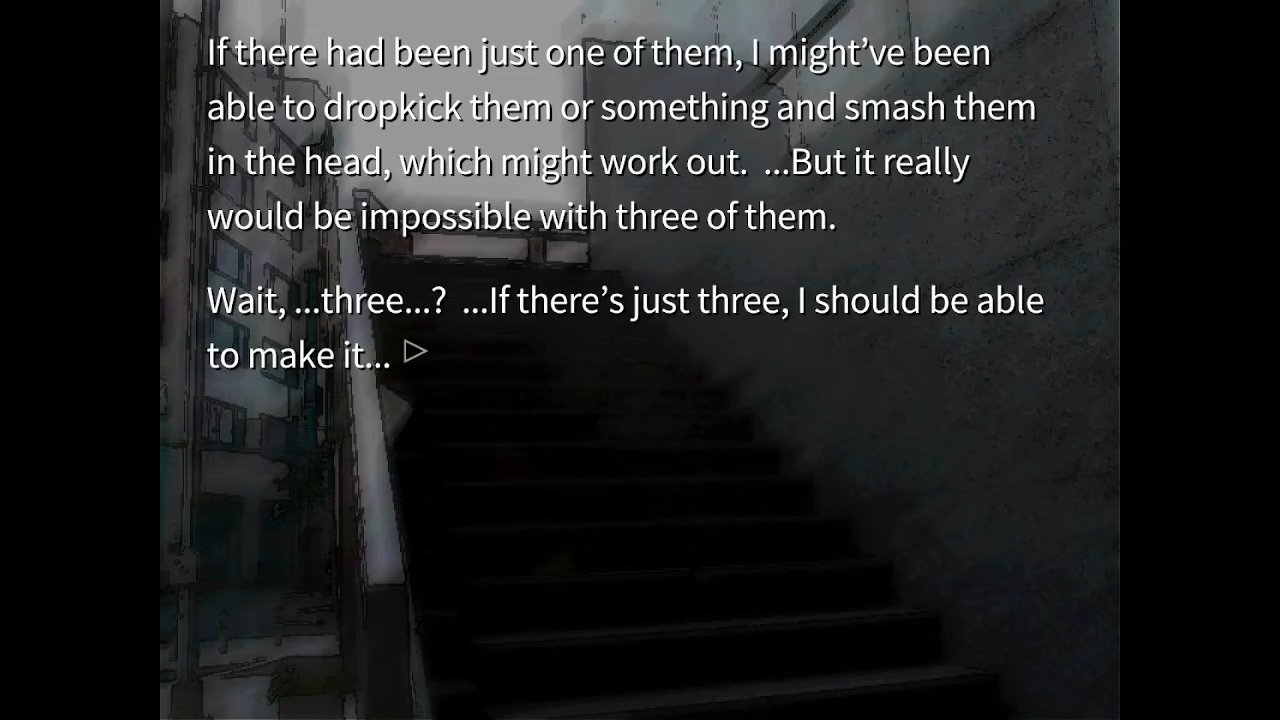 If there had been just one of them, I might’ve been
able to dropkick them or something and smash them
in the head, which might work out.  ...But it really
would be impossible with three of them.
Wait, ...three...?  ...If there’s just three, I should be able
to make it...